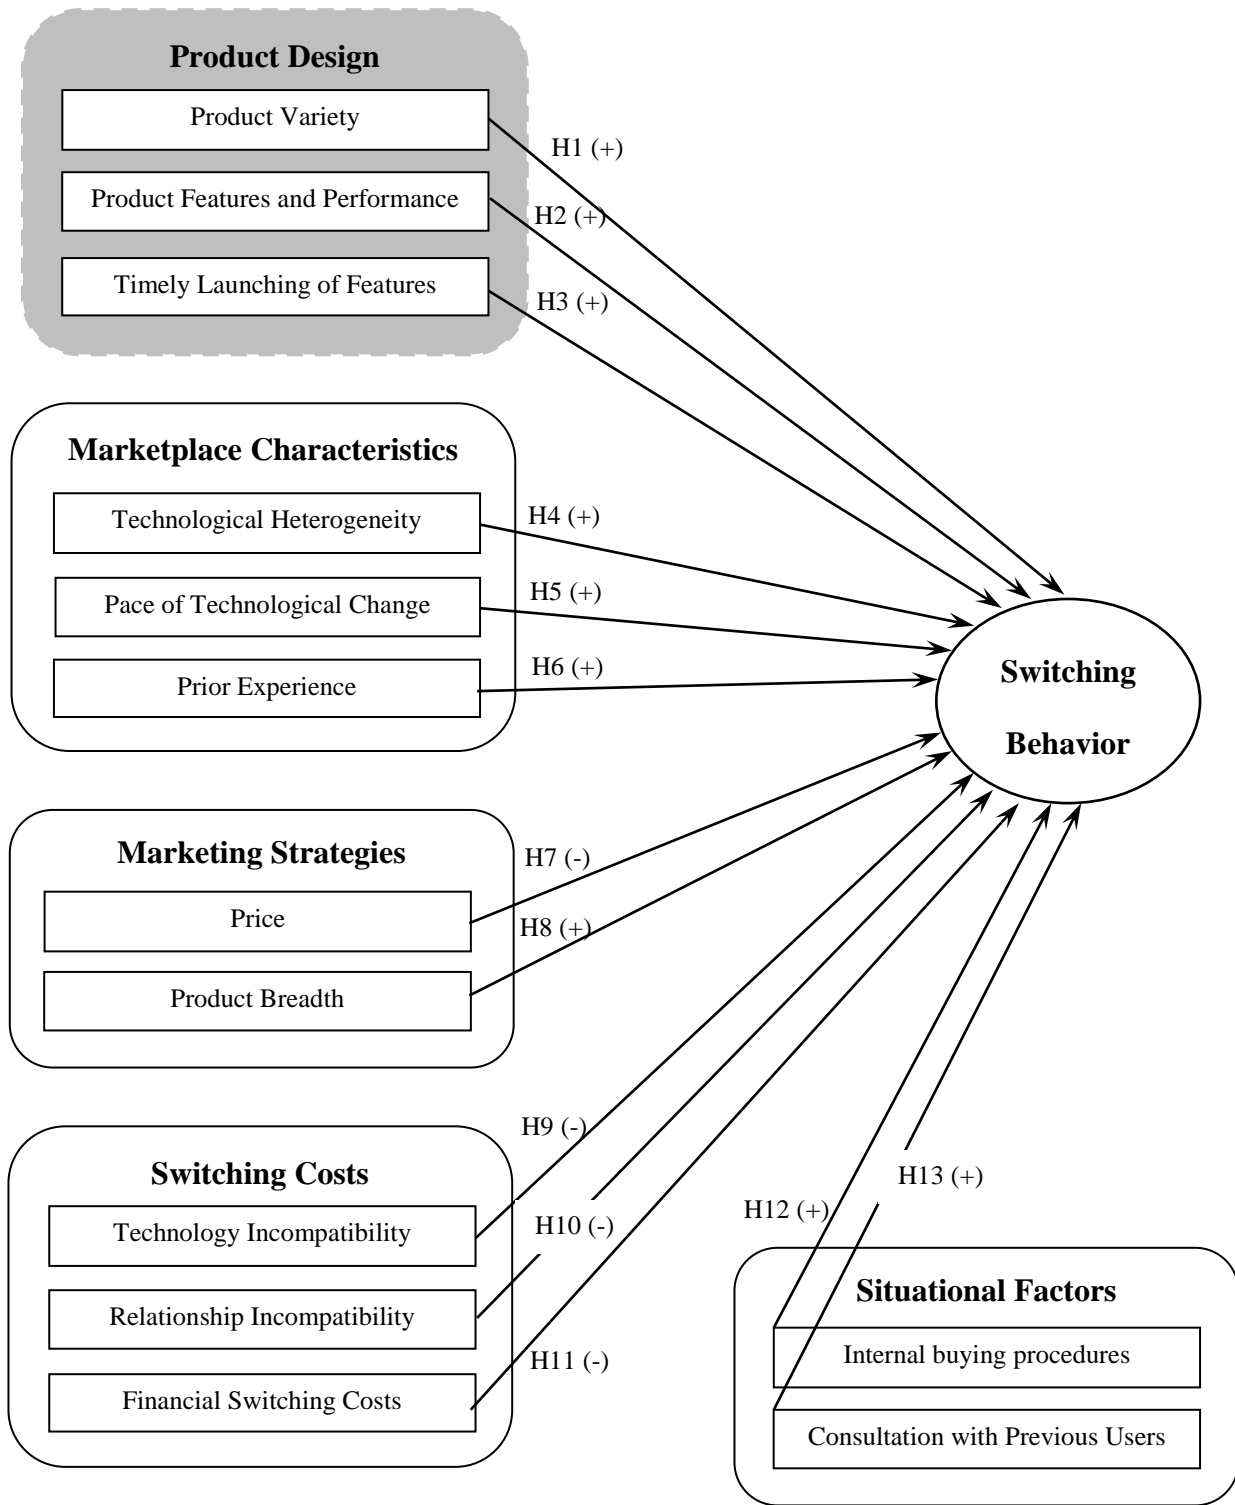 Product Design
Product Variety
H1 (+)
Product Features and Performance
H2 (+)
Timely Launching of Features
H3 (+)
Marketplace Characteristics
Technological Heterogeneity
H4 (+)
Pace of Technological Change
H5 (+)
Prior Experience
H6 (+)
Switching
Behavior
Marketing Strategies
Price
H7 (-)
Product Breadth
H8 (+)
Switching Costs
Technology Incompatibility
H9 (-)
Relationship Incompatibility
H10 (-)
Financial Switching Costs
H11 (-)
H12 (+)
H13 (+)
Situational Factors
Internal buying procedures
Consultation with Previous Users